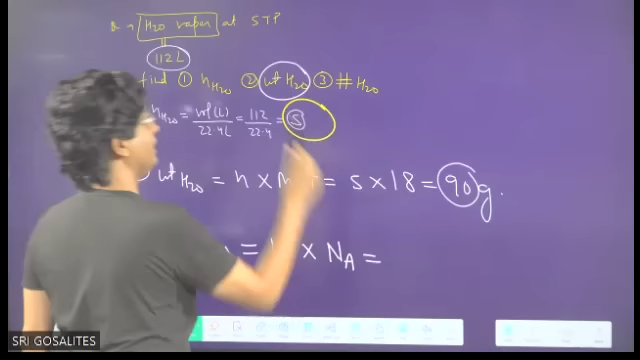 H2O vapor at STP
112 L
find ① nH2O ② wt H2O ③ # H2O
nH2O = vol(L) / 22.4L = 112 / 22.4 = 5
wt H2O = n × M = 5 × 18 = 90 g.
= × NA =
SRI GOSALITES